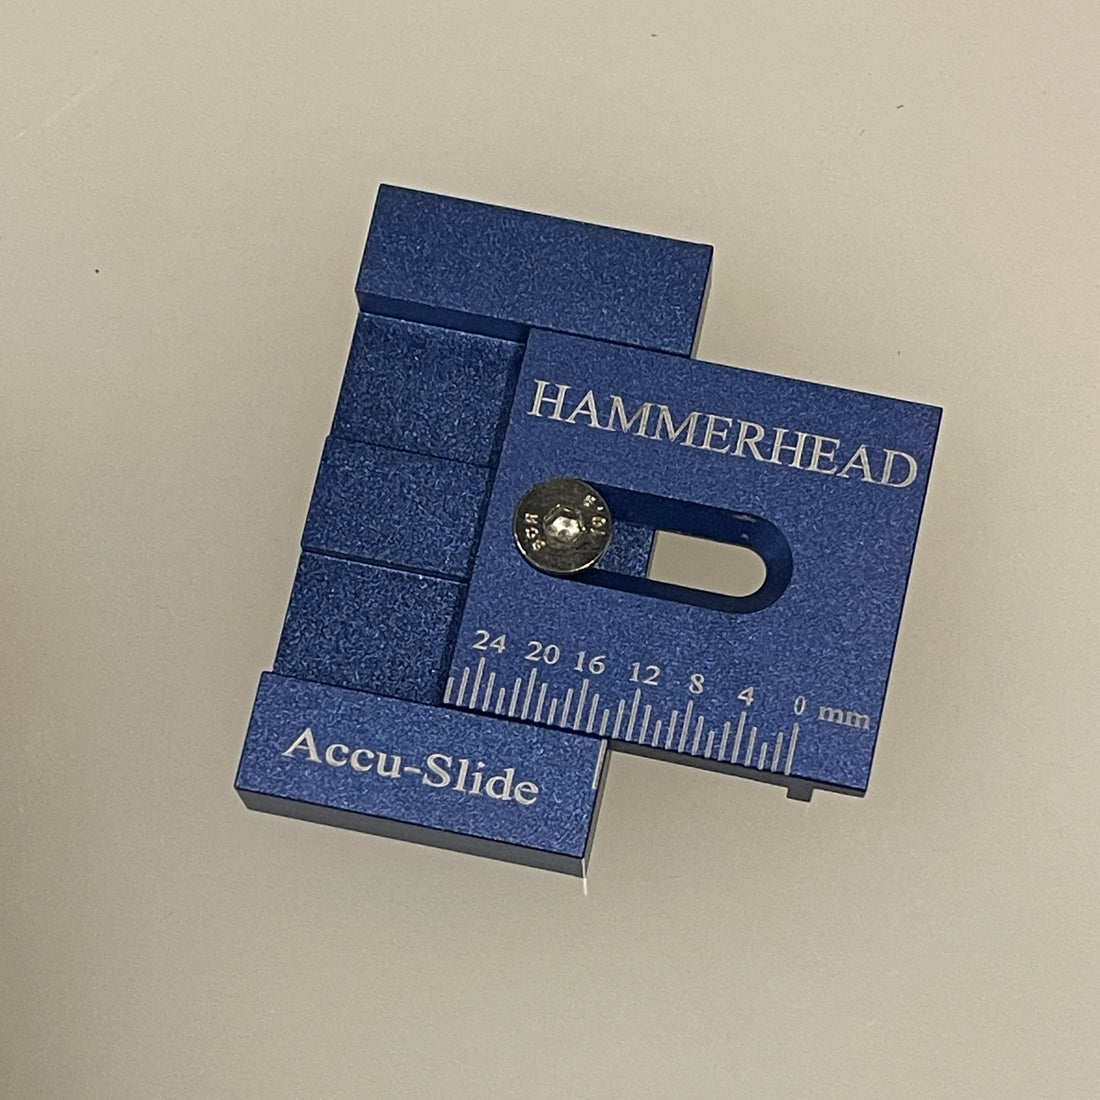 HAMMERHEAD
24 20 16 12 8 4 0 mm
Accu-Slide